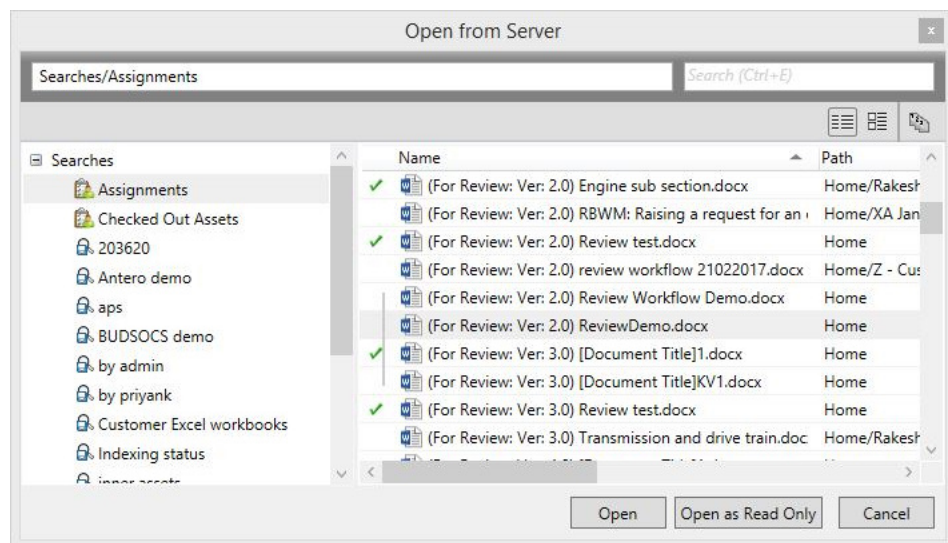 Open from Server
x
Searches/Assignments
Search (Ctrl+E)
Searches
Assignments
Checked Out Assets
203620
Antero demo
aps
BUDSOCS demo
by admin
by priyank
Customer Excel workbooks
Indexing status
inner assets
Name Path
(For Review: Ver: 2.0) Engine sub section.docx Home/Rakesh
(For Review: Ver: 2.0) RBWM: Raising a request for an Home/XA Jan
(For Review: Ver: 2.0) Review test.docx Home
(For Review: Ver: 2.0) review workflow 21022017.docx Home/Z - Cus
(For Review: Ver: 2.0) Review Workflow Demo.docx Home
(For Review: Ver: 2.0) ReviewDemo.docx Home
(For Review: Ver: 3.0) [Document Title]1.docx Home
(For Review: Ver: 3.0) [Document Title]KV1.docx Home
(For Review: Ver: 3.0) Review test.docx Home
(For Review: Ver: 3.0) Transmission and drive train.doc Home/Rakesh
Open Open as Read Only Cancel